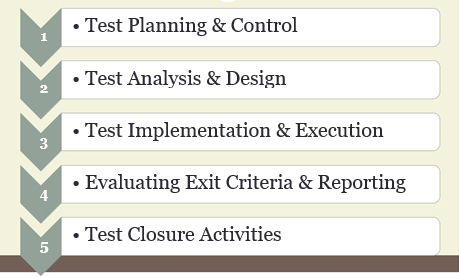 1 • Test Planning & Control
2 • Test Analysis & Design
3 • Test Implementation & Execution
4 • Evaluating Exit Criteria & Reporting
5 • Test Closure Activities